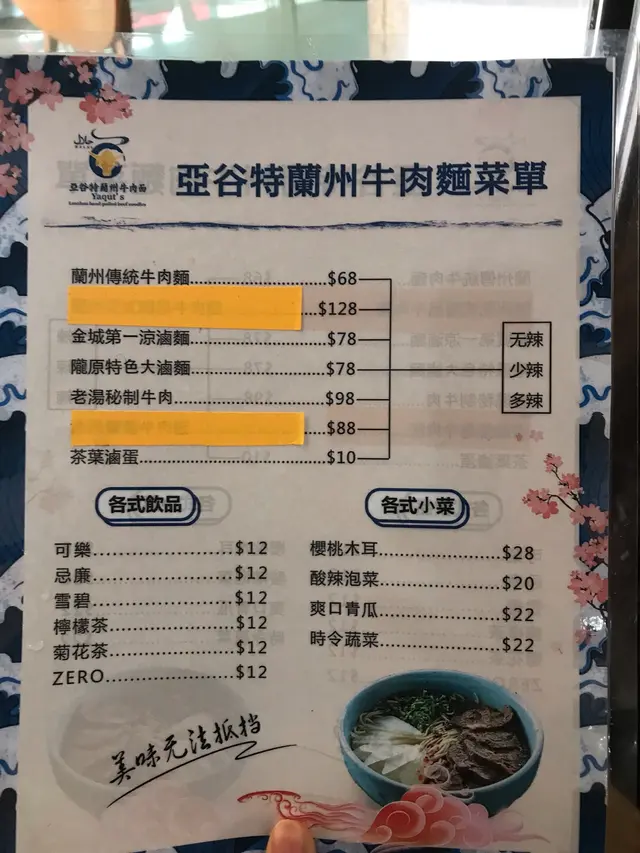 亞谷特蘭州牛肉面
Yaqut's
亞谷特蘭州牛肉麵菜單
蘭州傳統牛肉麵 $68
$128
金城第一涼滷麵 $78
隴原特色大滷麵 $78
老湯秘制牛肉 $98
$88
茶葉滷蛋 $10
无辣
少辣
多辣
各式飲品
可樂 $12
忌廉 $12
雪碧 $12
檸檬茶 $12
菊花茶 $12
ZERO $12
各式小菜
櫻桃木耳 $28
酸辣泡菜 $20
爽口青瓜 $22
時令蔬菜 $22
美味无法抵挡